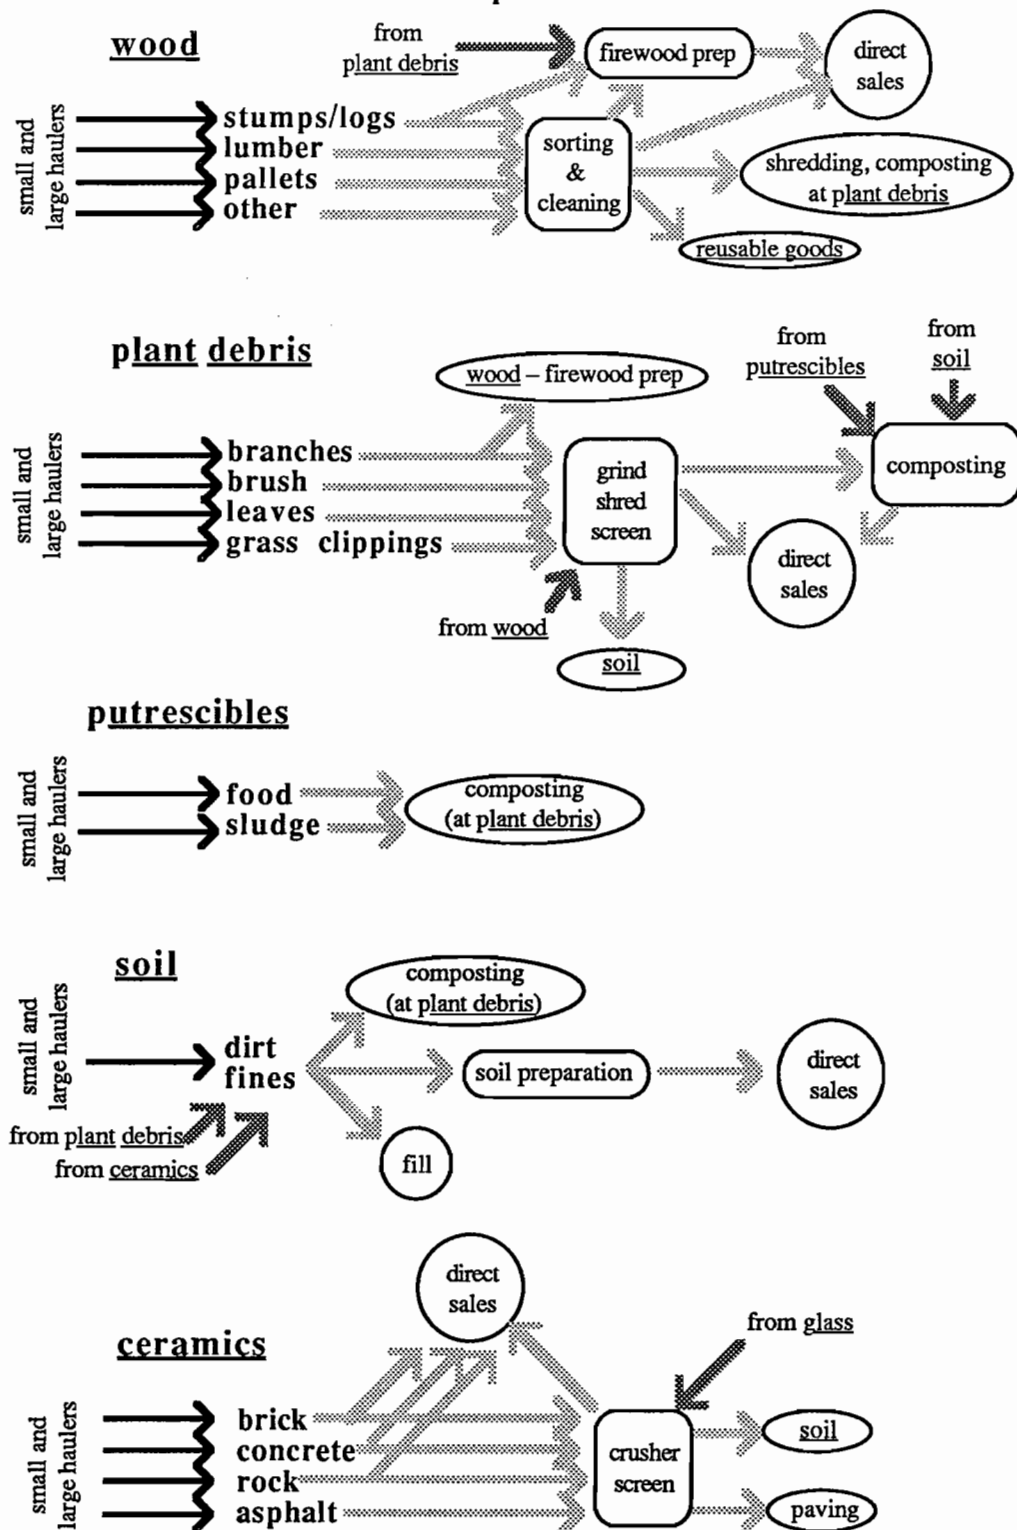 wood
from
plant debris
firewood prep
direct
sales
small and
large haulers
stumps/logs
lumber
pallets
other
sorting
&
cleaning
shredding, composting
at plant debris
reusable goods
plant debris
wood – firewood prep
from
putrescibles
from
soil
small and
large haulers
branches
brush
leaves
grass clippings
grind
shred
screen
composting
direct
sales
from wood
soil
putrescibles
small and
large haulers
food
sludge
composting
(at plant debris)
soil
composting
(at plant debris)
small and
large haulers
dirt
fines
soil preparation
direct
sales
from plant debris
from ceramics
fill
direct
sales
ceramics
from glass
small and
large haulers
brick
concrete
rock
asphalt
crusher
screen
soil
paving